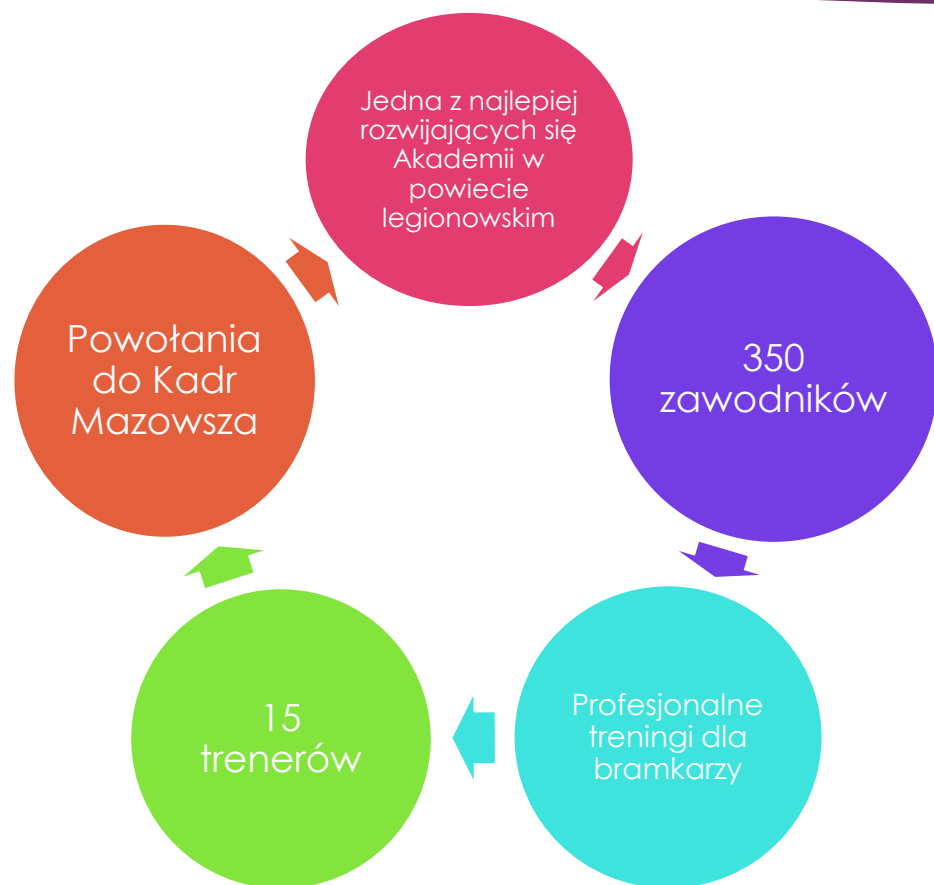 Jedna z najlepiej
rozwijających się
Akademii w
powiecie
legionowskim
350
zawodników
Profesjonalne
treningi dla
bramkarzy
15
trenerów
Powołania
do Kadr
Mazowsza